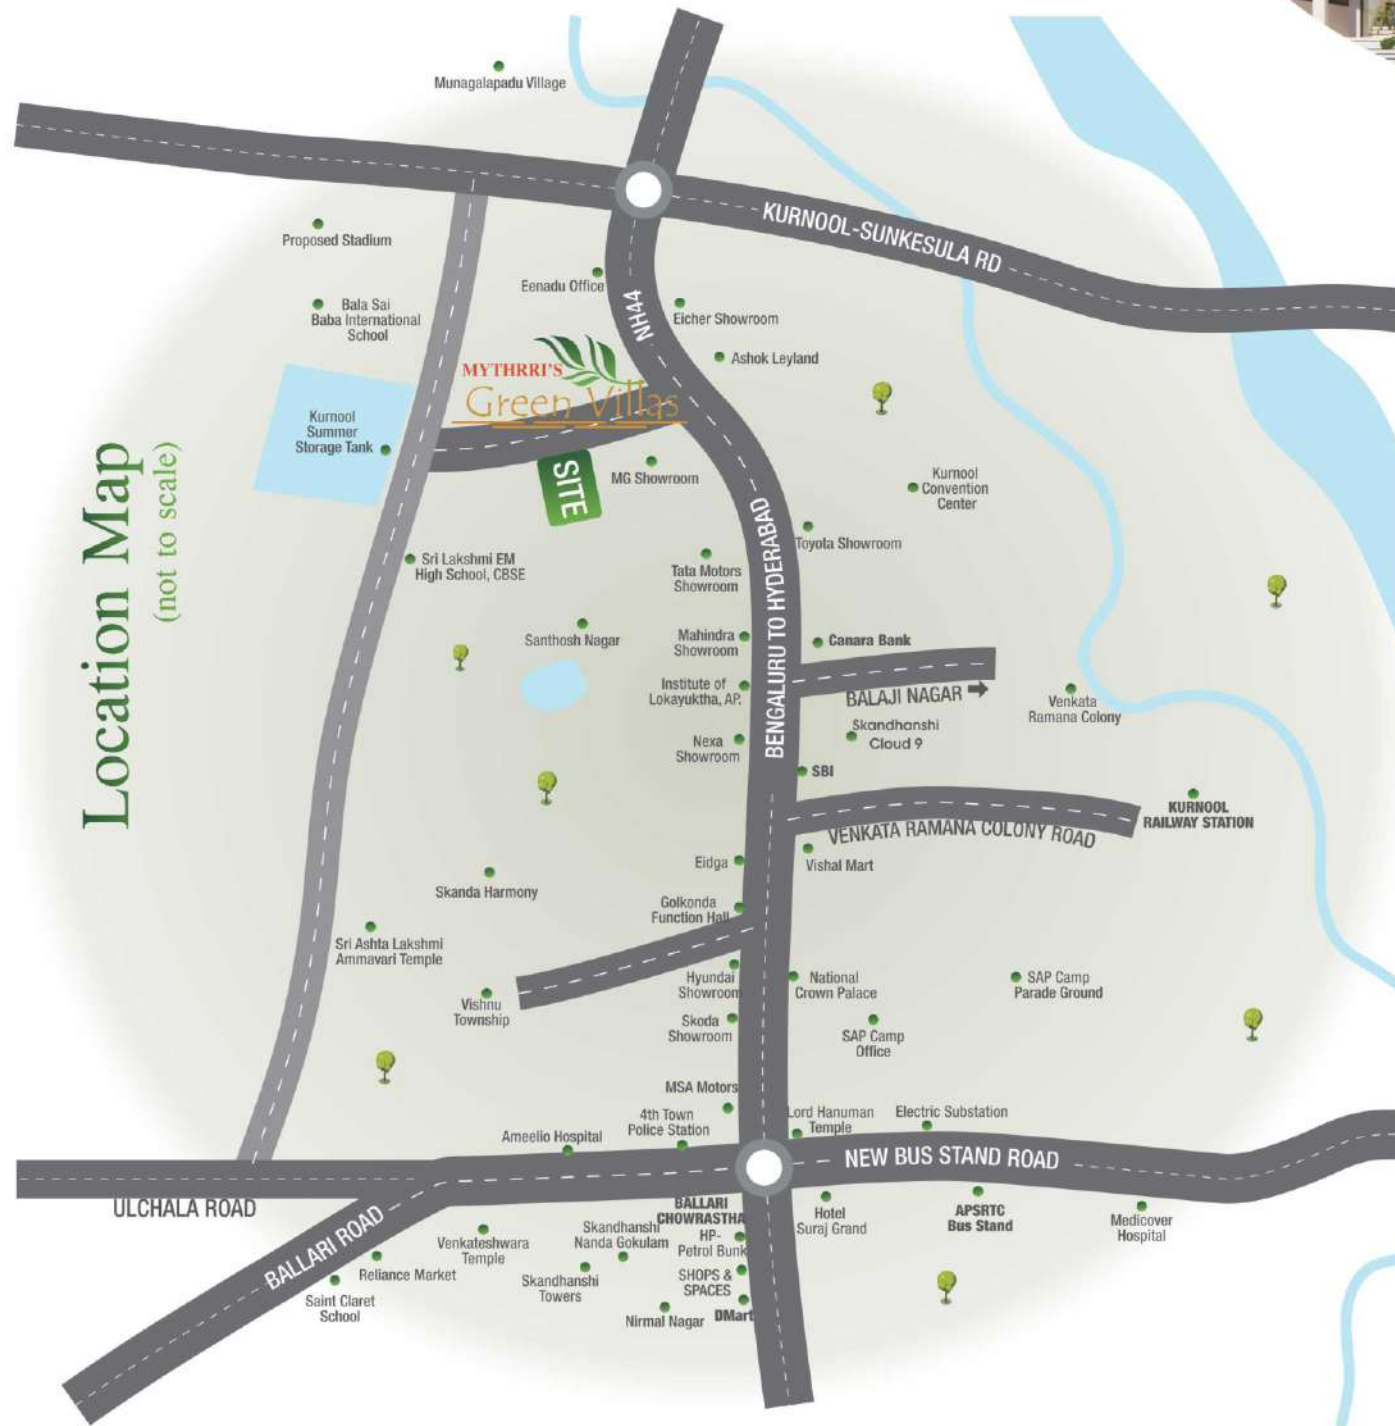 Munagalapadu Village
KURNOOL-SUNKESULA RD
Proposed Stadium
Eenadu Office
NH44
Bala Sai
Baba International
School
Eicher Showroom
Ashok Leyland
MYTHRRI'S
Green Villas
Kurnool
Summer
Storage Tank
SITE
MG Showroom
Kurnool
Convention
Center
Location Map
(not to scale)
Toyota Showroom
Sri Lakshmi EM
High School, CBSE
Tata Motors
Showroom
BENGALURU TO HYDERABAD
Santhosh Nagar
Mahindra
Showroom
Canara Bank
Institute of
Lokayuktha, AP.
BALAJI NAGAR
Venkata
Ramana Colony
Nexa
Showroom
Skandhanshi
Cloud 9
SBI
KURNOOL
RAILWAY STATION
VENKATA RAMANA COLONY ROAD
Eidga
Vishal Mart
Skanda Harmony
Golkonda
Function Hall
Sri Ashta Lakshmi
Ammavari Temple
Hyundai
Showroom
National
Crown Palace
SAP Camp
Parade Ground
Vishnu
Township
Skoda
Showroom
SAP Camp
Office
MSA Motors
4th Town
Police Station
Lord Hanuman
Temple
Electric Substation
Ameelio Hospital
NEW BUS STAND ROAD
ULCHALA ROAD
BALLARI
CHOWRASTHA
Hotel
Suraj Grand
APSRTC
Bus Stand
Medicover
Hospital
BALLARI ROAD
Venkateshwara
Temple
Skandhanshi
Nanda Gokulam
HP-
Petrol Bunk
Reliance Market
Skandhanshi
Towers
SHOPS &
SPACES
Saint Claret
School
Nirmal Nagar
DMart